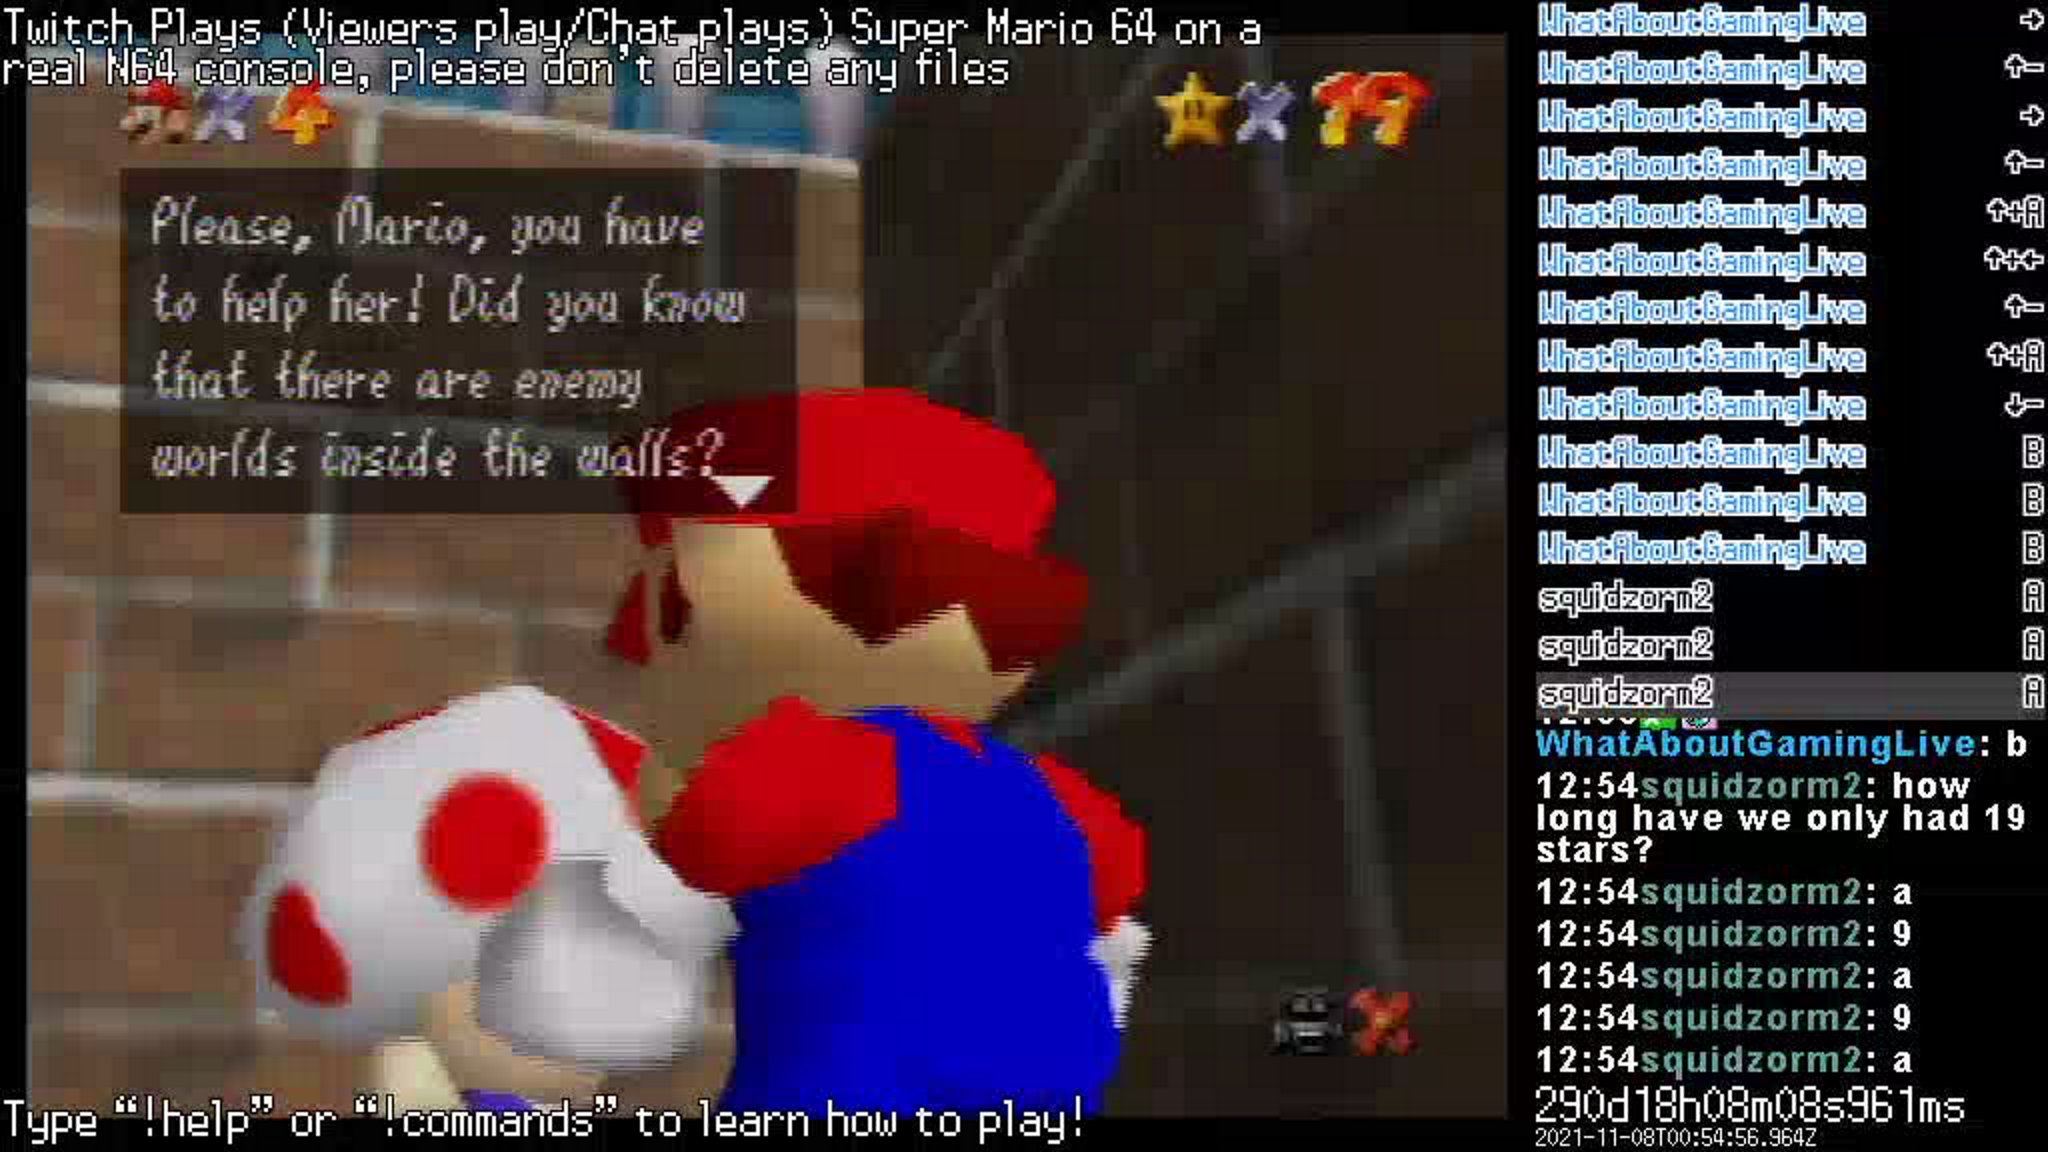 Twitch Plays (Viewers play/Chat plays) Super Mario 64 on a
real N64 console, please don't delete any files
4
19
Please, Mario, you have
to help her! Did you know
that there are enemy
worlds inside the walls?
Type “!help” or “!commands” to learn how to play!
WhatAboutGamingLive →
WhatAboutGamingLive ↑-
WhatAboutGamingLive →
WhatAboutGamingLive ↑-
WhatAboutGamingLive ↑+A
WhatAboutGamingLive ↑+←
WhatAboutGamingLive ↑-
WhatAboutGamingLive ↑+A
WhatAboutGamingLive ↓-
WhatAboutGamingLive B
WhatAboutGamingLive B
WhatAboutGamingLive B
squidzorm2 A
squidzorm2 A
squidzorm2 A
WhatAboutGamingLive: b
12:54squidzorm2: how
long have we only had 19
stars?
12:54squidzorm2: a
12:54squidzorm2: 9
12:54squidzorm2: a
12:54squidzorm2: 9
12:54squidzorm2: a
290d18h08m08s961ms
2021-11-08T00:54:56.964Z